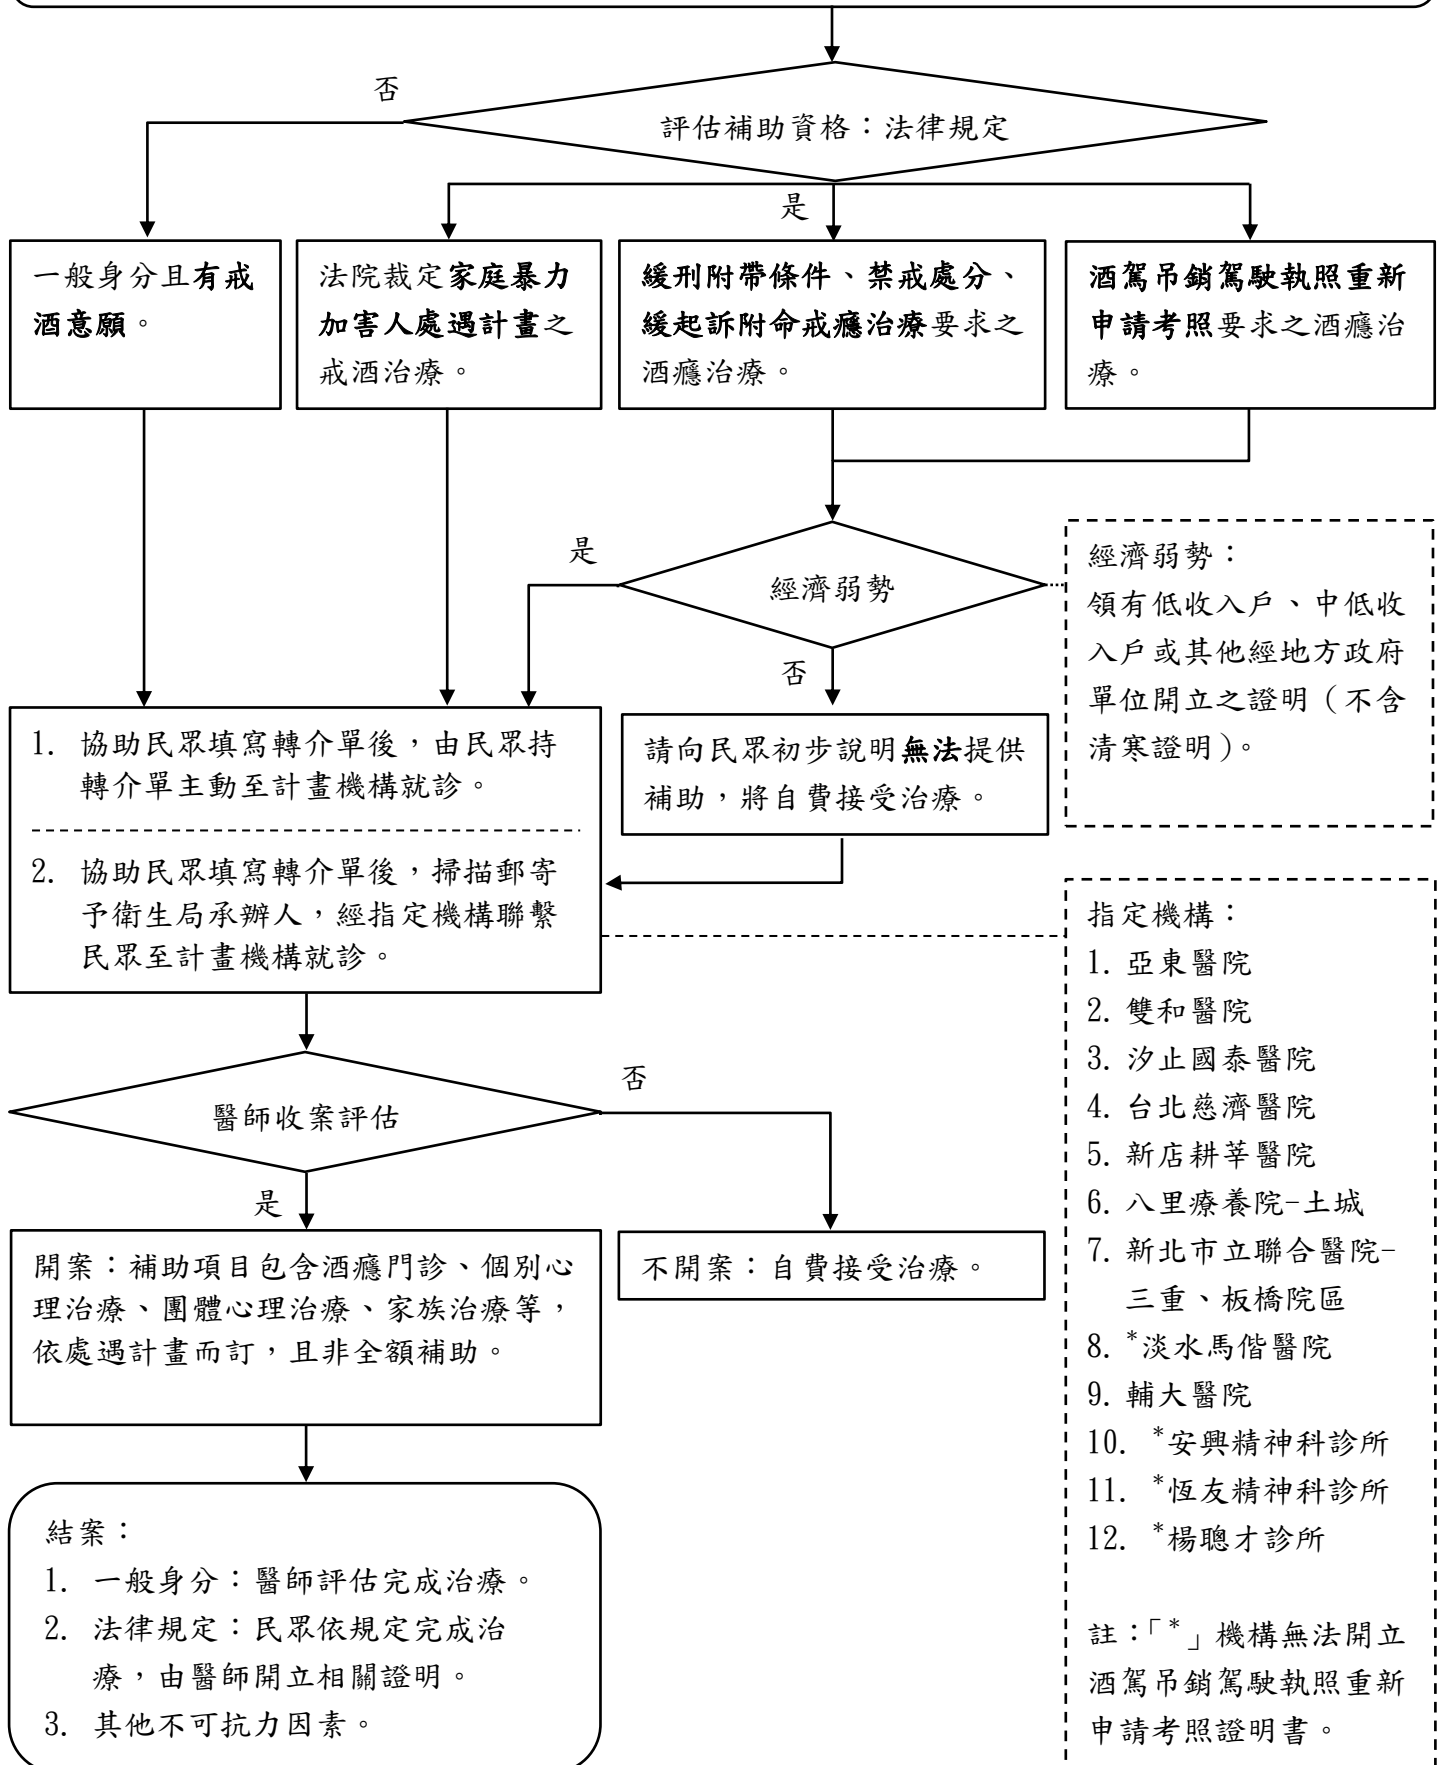 否
評估補助資格：法律規定
是
一般身分且有戒
酒意願。
法院裁定家庭暴力
加害人處遇計畫之
戒酒治療。
緩刑附帶條件、禁戒處分、
緩起訴附命戒癮治療要求之
酒癮治療。
酒駕吊銷駕駛執照重新
申請考照要求之酒癮治
療。
是
經濟弱勢
否
經濟弱勢：
領有低收入戶、中低收
入戶或其他經地方政府
單位開立之證明（不含
清寒證明）。
1. 協助民眾填寫轉介單後，由民眾持
轉介單主動至計畫機構就診。
2. 協助民眾填寫轉介單後，掃描郵寄
予衛生局承辦人，經指定機構聯繫
民眾至計畫機構就診。
請向民眾初步說明無法提供
補助，將自費接受治療。
指定機構：
1. 亞東醫院
2. 雙和醫院
3. 汐止國泰醫院
4. 台北慈濟醫院
5. 新店耕莘醫院
6. 八里療養院-土城
7. 新北市立聯合醫院-
三重、板橋院區
8. *淡水馬偕醫院
9. 輔大醫院
10. *安興精神科診所
11. *恆友精神科診所
12. *楊聰才診所
註：「*」機構無法開立
酒駕吊銷駕駛執照重新
申請考照證明書。
醫師收案評估
否
是
開案：補助項目包含酒癮門診、個別心
理治療、團體心理治療、家族治療等，
依處遇計畫而訂，且非全額補助。
不開案：自費接受治療。
結案：
1. 一般身分：醫師評估完成治療。
2. 法律規定：民眾依規定完成治
療，由醫師開立相關證明。
3. 其他不可抗力因素。